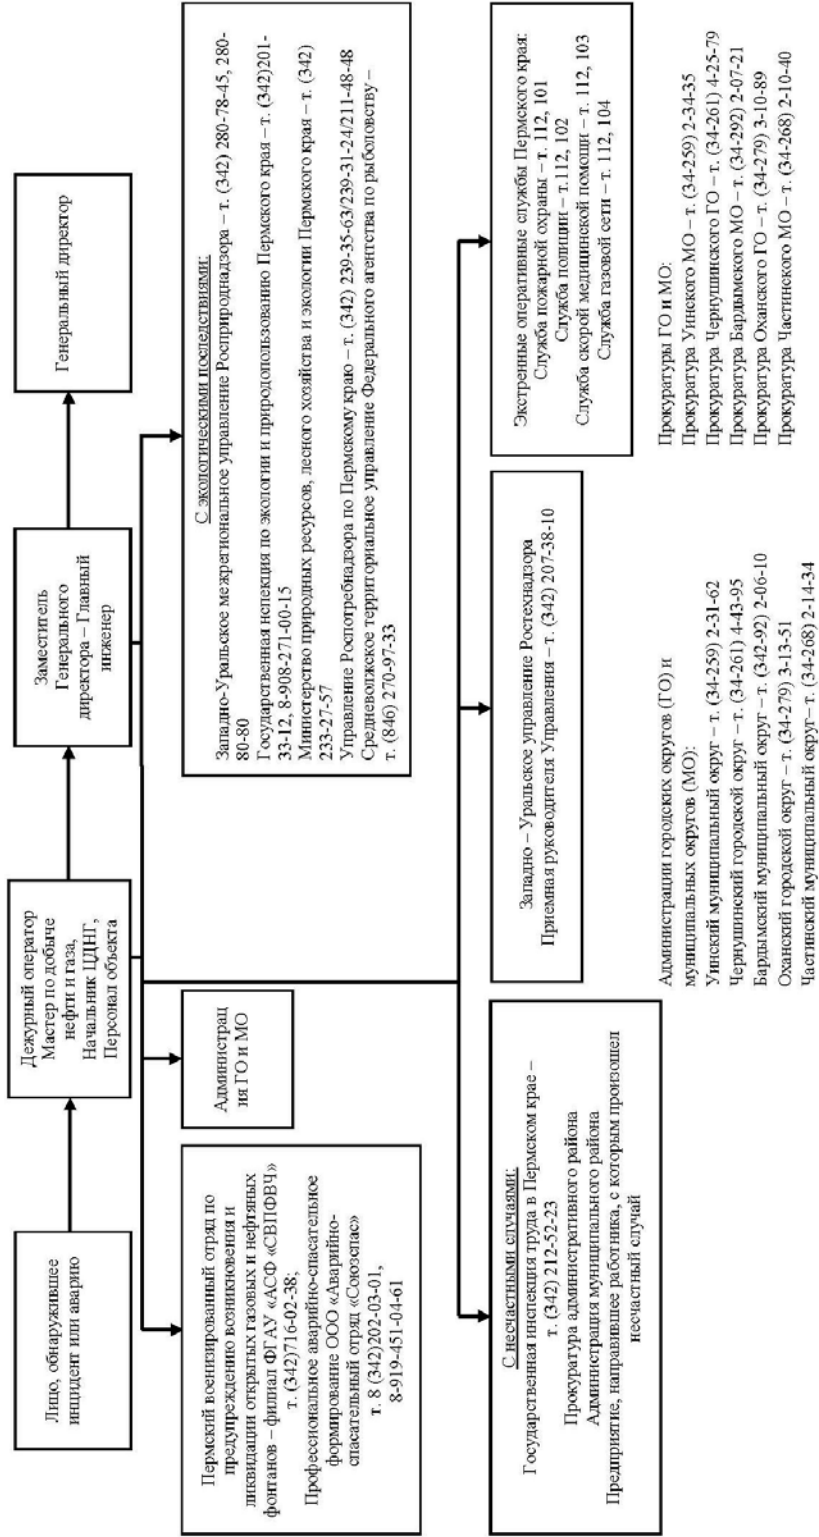 Лицо, обнаружившее
инцидент или аварию
Дежурный оператор
Мастер по добыче
нефти и газа,
Начальник ЦДНГ,
Персонал объекта
Заместитель
Генерального
директора – Главный
инженер
Генеральный директор
Пермский военизированный отряд по
предупреждению возникновения и
ликвидации открытых газовых и нефтяных
фонтанов – филиал ФГАУ «АСФ «СВПФВЧ»
т. (342)716-02-38;
Профессиональное аварийно-спасательное
формирование ООО «Аварийно-
спасательный отряд «Союзспас»
т. 8 (342)202-03-01,
8-919-451-04-61
Администрац
ия ГО и МО
С экологическими последствиями:
Западно-Уральское межрегиональное управление Росприроднадзора – т. (342) 280-78-45, 280-
80-80
Государственная нспекция по экологии и природопользованию Пермского края – т. (342)201-
33-12, 8-908-271-00-15
Министерство природных ресурсов, лесного хозяйства и экологии Пермского края – т. (342)
233-27-57
Управление Роспотребнадзора по Пермскому краю – т. (342) 239-35-63/239-31-24/211-48-48
Средневолжское территориальное управление Федерального агентства по рыболовству –
т. (846) 270-97-33
С несчастными случаями:
Государственная инспекция труда в Пермском крае –
т. (342) 212-52-23
Прокуратура административного района
Администрация муниципального района
Предприятие, направившее работника, с которым произошел
несчастный случай
Западно – Уральское управление Ростехнадзора
Приемная руководителя Управления – т. (342) 207-38-10
Экстренные оперативные службы Пермского края:
Служба пожарной охраны – т. 112, 101
Служба полиции – т.112, 102
Служба скорой медицинской помощи – т. 112, 103
Служба газовой сети – т. 112, 104
Администрации городских округов (ГО) и
муниципальных округов (МО):
Уинский муниципальный округ – т. (34-259) 2-31-62
Чернушинский городской округ – т. (34-261) 4-43-95
Бардымский муниципальный округ – т. (342-92) 2-06-10
Оханский городской округ – т. (34-279) 3-13-51
Частинский муниципальный округ– т. (34-268) 2-14-34
Прокуратуры ГО и МО:
Прокуратура Уинского МО – т. (34-259) 2-34-35
Прокуратура Чернушинского ГО – т. (34-261) 4-25-79
Прокуратура Бардымского МО – т. (34-292) 2-07-21
Прокуратура Оханского ГО – т. (34-279) 3-10-89
Прокуратура Частинского МО – т. (34-268) 2-10-40